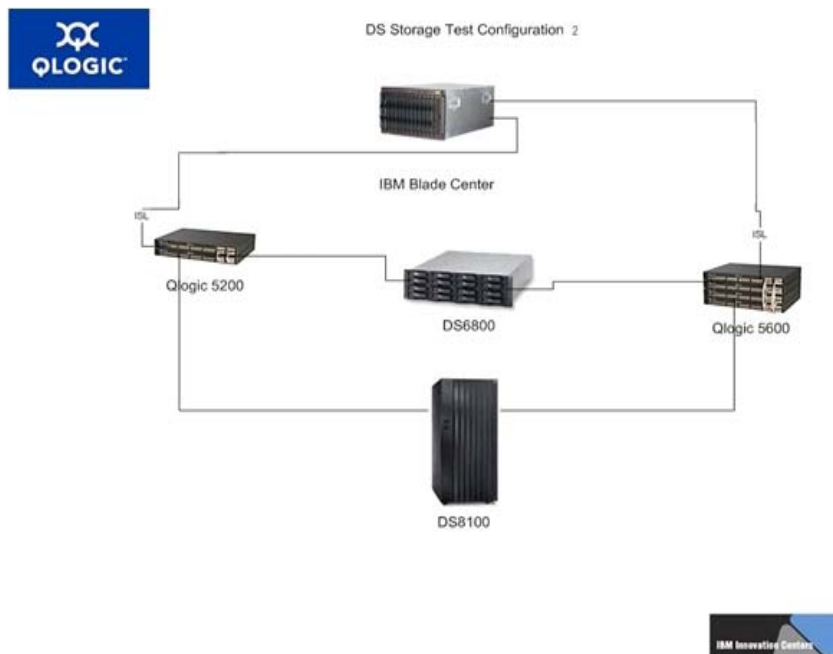 QLOGIC
DS Storage Test Configuration 2
IBM Blade Center
ISL
ISL
Qlogic 5200
DS6800
Qlogic 5600
DS8100
IBM Innovation Centers